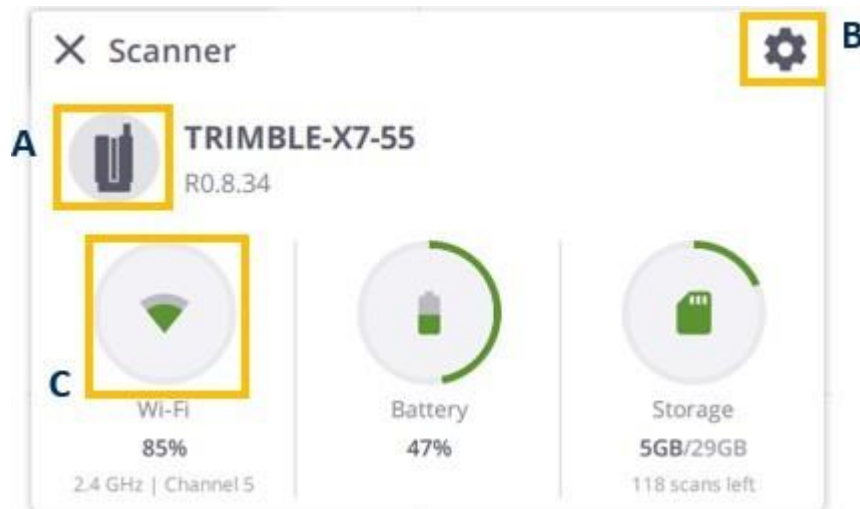 Scanner
B
A
TRIMBLE-X7-55
R0.8.34
C
Wi-Fi
85%
2.4 GHz | Channel 5
Battery
47%
Storage
5GB/29GB
118 scans left